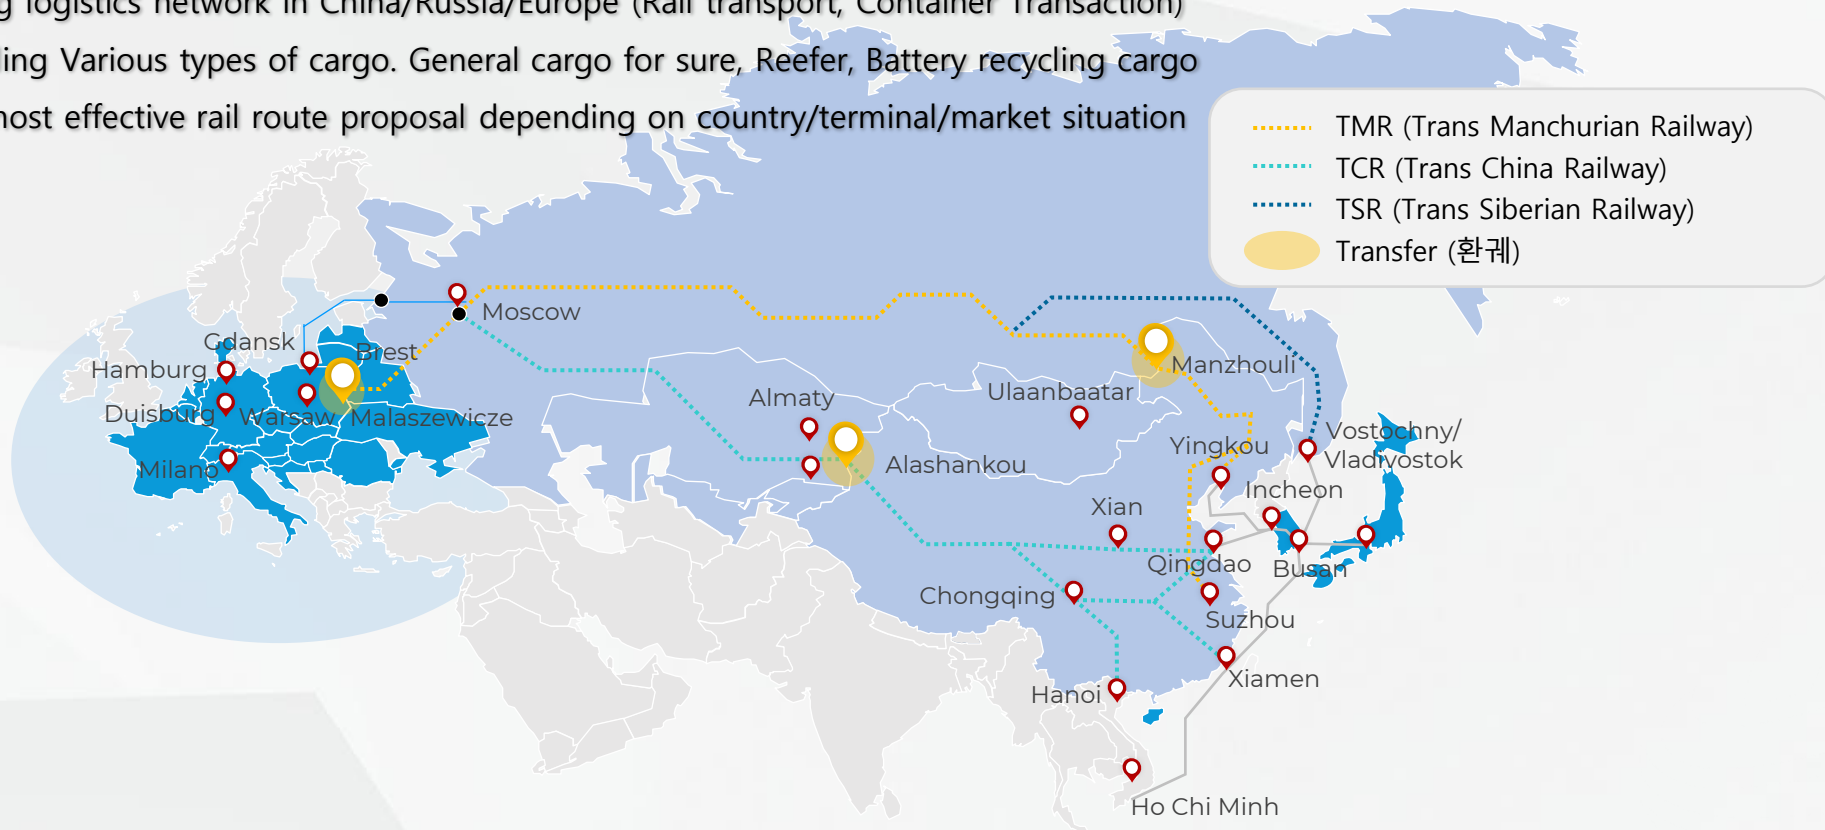 logistics network in China/Russia/Europe (Rail transport, Container Transaction)
Various types of cargo. General cargo for sure, Reefer, Battery recycling cargo
effective rail route proposal depending on country/terminal/market situation
TMR (Trans Manchurian Railway)
TCR (Trans China Railway)
TSR (Trans Siberian Railway)
Transfer (환궤)
Moscow
Gdansk
Brest
Hamburg
Manzhouli
Duisburg
Warsaw
Malaszewicze
Almaty
Ulaanbaatar
Milano
Alashankou
Yingkou
Vostochny/
Vladivostok
Incheon
Xian
Qingdao
Busan
Chongqing
Suzhou
Xiamen
Hanoi
Ho Chi Minh